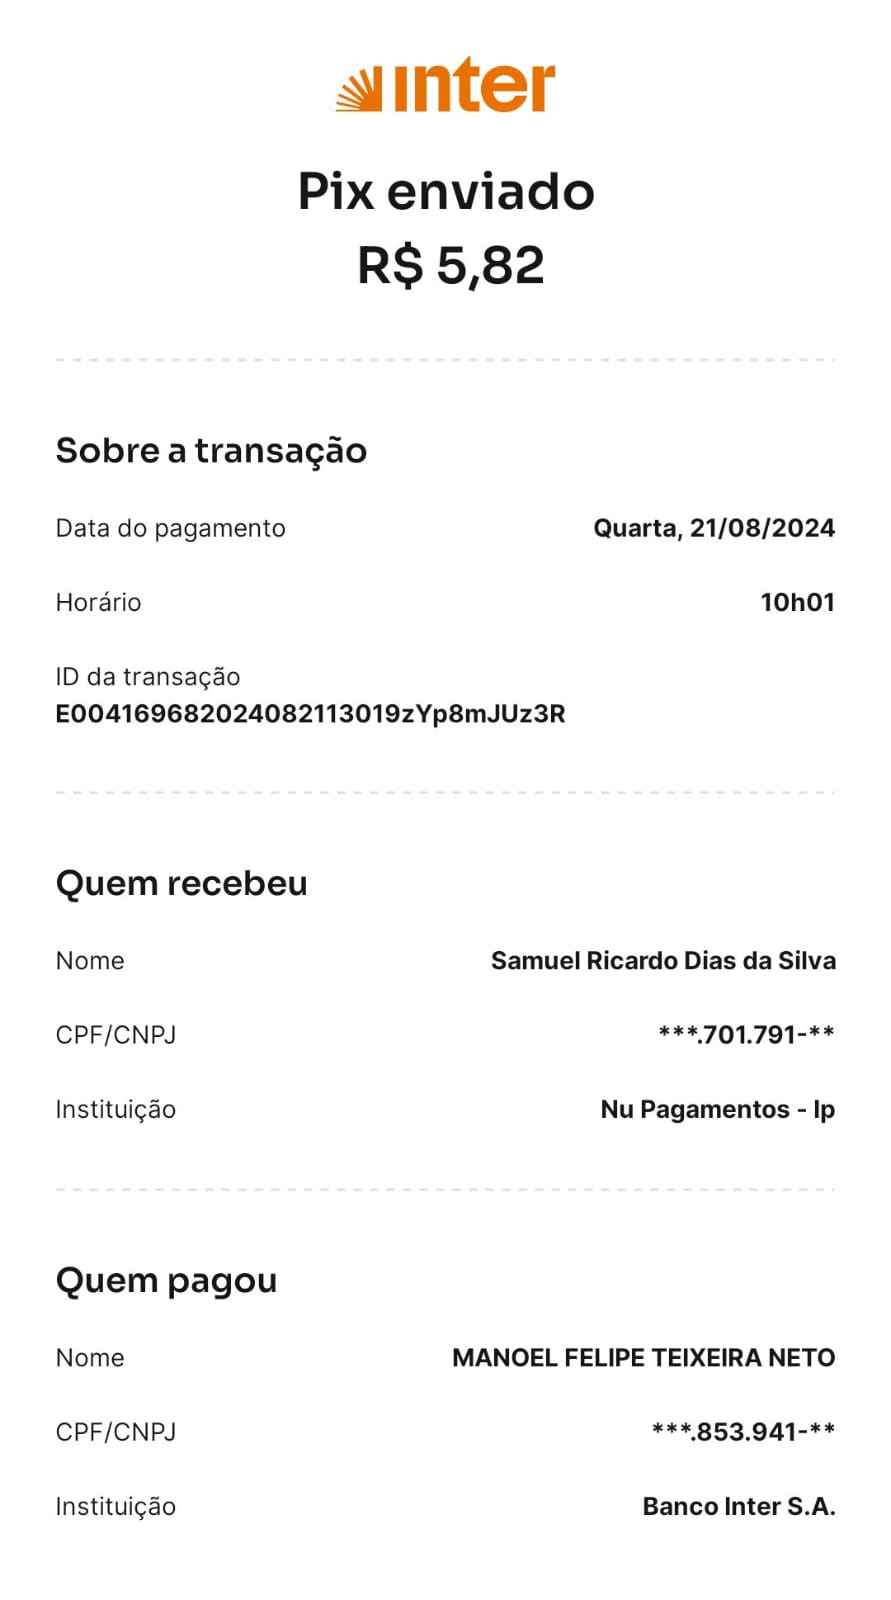 inter
Pix enviado
R$ 5,82
Sobre a transação
Data do pagamento Quarta, 21/08/2024
Horário 10h01
ID da transação
E004169682024082113019zYp8mJUz3R
Quem recebeu
Nome Samuel Ricardo Dias da Silva
CPF/CNPJ ***.701.791-**
Instituição Nu Pagamentos - Ip
Quem pagou
Nome MANOEL FELIPE TEIXEIRA NETO
CPF/CNPJ ***.853.941-**
Instituição Banco Inter S.A.